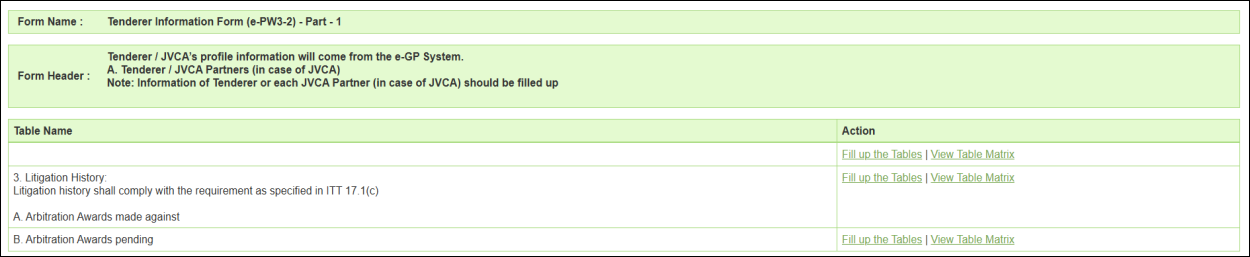 Form Name : Tenderer Information Form (e-PW3-2) - Part - 1
Form Header : Tenderer / JVCA's profile information will come from the e-GP System.
A. Tenderer / JVCA Partners (in case of JVCA)
Note: Information of Tenderer or each JVCA Partner (in case of JVCA) should be filled up
Table Name Action
Fill up the Tables | View Table Matrix
3. Litigation History: Fill up the Tables | View Table Matrix
Litigation history shall comply with the requirement as specified in ITT 17.1(c)
A. Arbitration Awards made against
B. Arbitration Awards pending Fill up the Tables | View Table Matrix